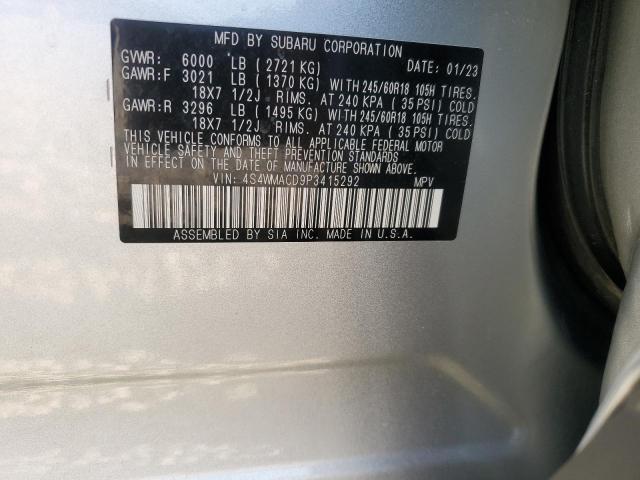 MFD BY SUBARU CORPORATION
GVWR: 6000 LB (2721 KG) DATE: 01/23
GAWR:F 3021 LB (1370 KG) WITH 245/60R18 105H TIRES.
18X7 1/2J RIMS. AT 240 KPA (35 PSI) COLD
GAWR:R 3296 LB (1495 KG) WITH 245/60R18 105H TIRES.
18X7 1/2J RIMS. AT 240 KPA (35 PSI) COLD
THIS VEHICLE CONFORMS TO ALL APPLICABLE FEDERAL MOTOR
VEHICLE SAFETY AND THEFT PREVENTION STANDARDS
IN EFFECT ON THE DATE OF MANUFACTURE SHOWN ABOVE.
VIN: 4S4WMACD9P3415292 MPV
ASSEMBLED BY SIA INC. MADE IN U.S.A.